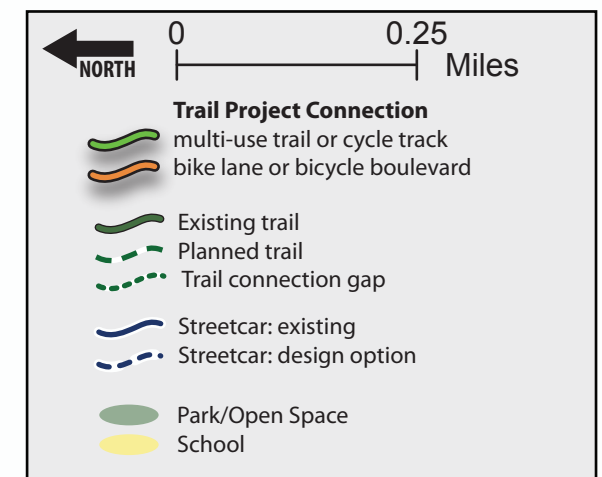 0 0.25
NORTH Miles
Trail Project Connection
multi-use trail or cycle track
bike lane or bicycle boulevard
Existing trail
Planned trail
Trail connection gap
Streetcar: existing
Streetcar: design option
Park/Open Space
School